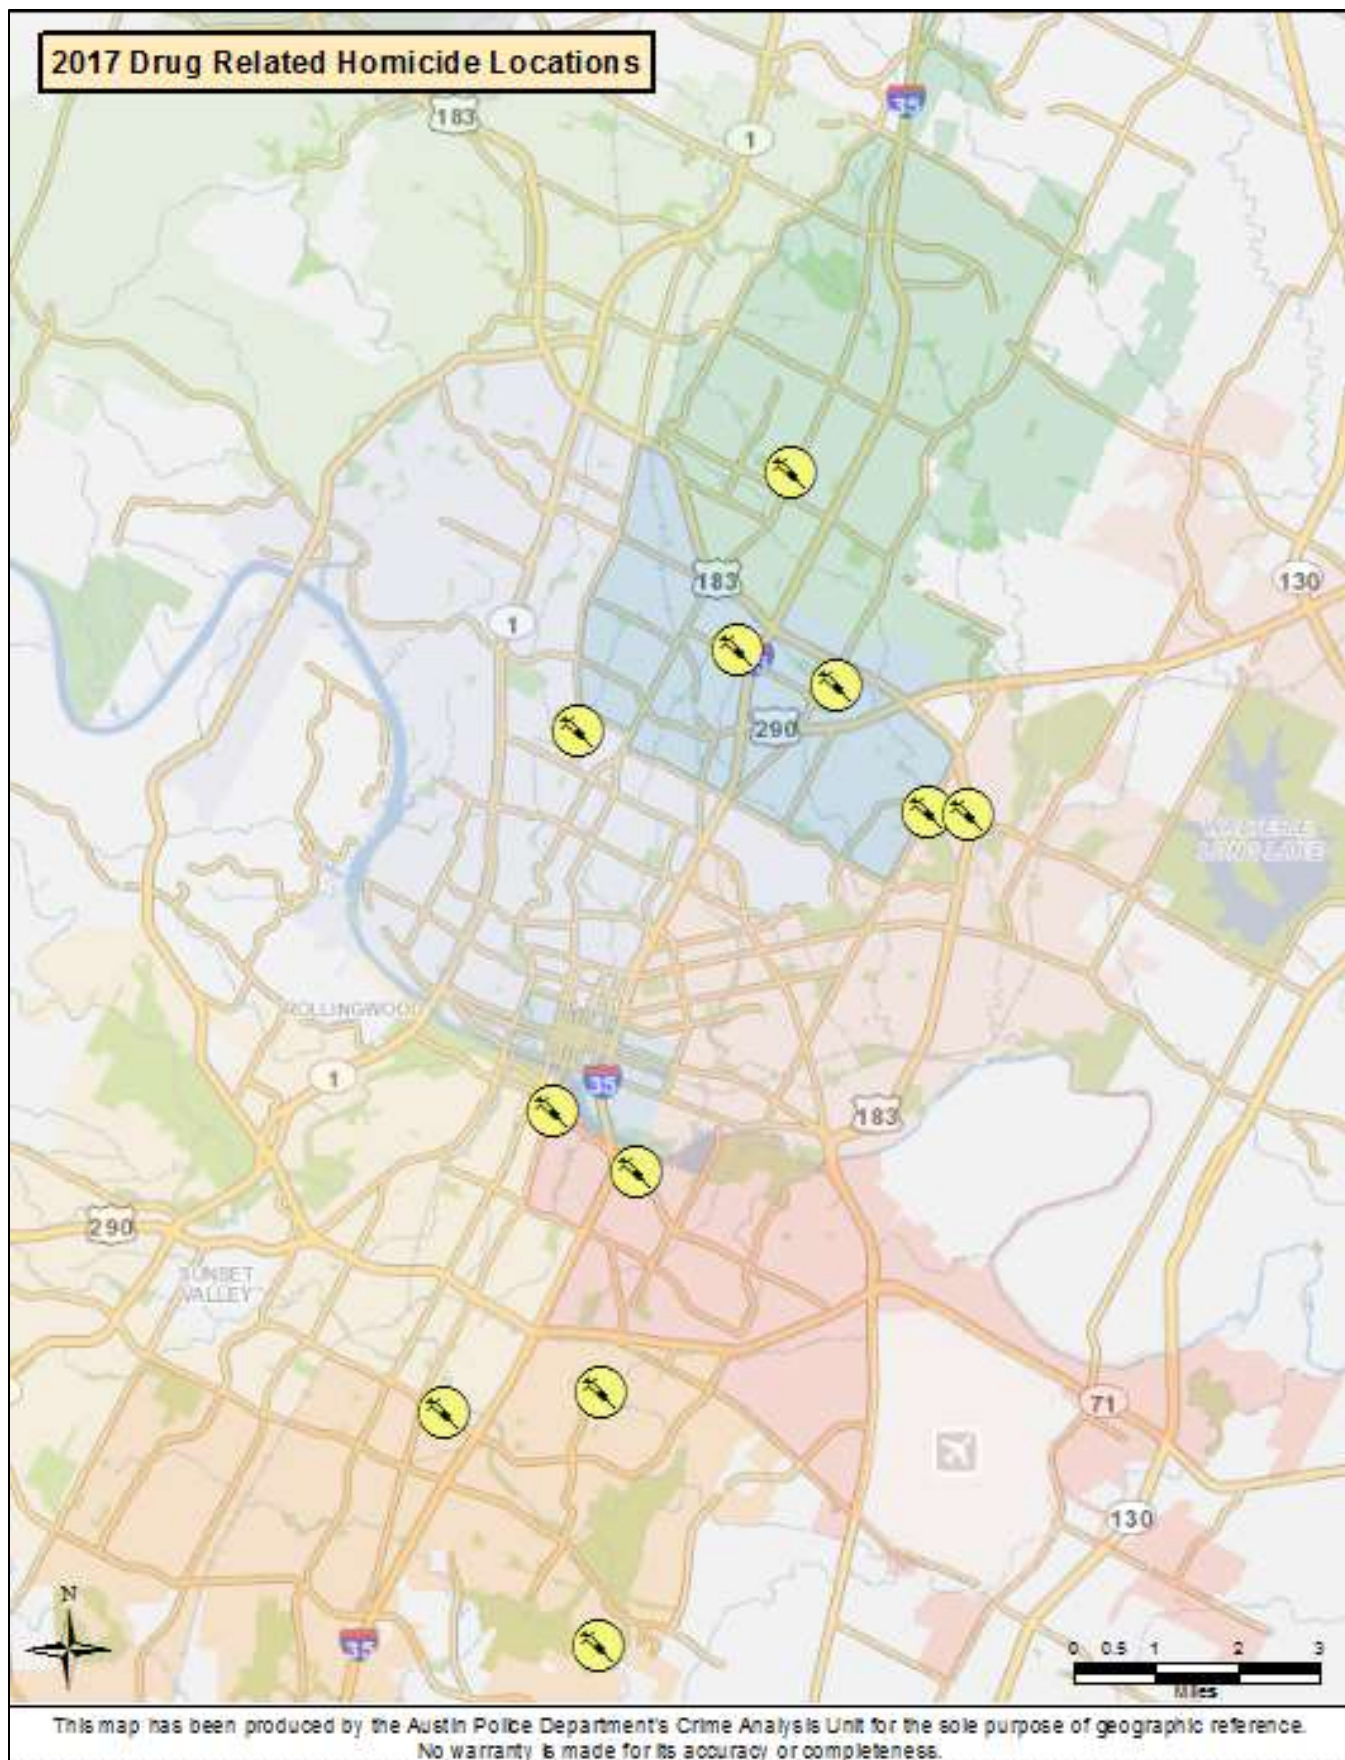 2017 Drug Related Homicide Locations
183
35
1
183
130
1
290
ROLLINGWOOD
1
35
183
290
SUNSET
VALLEY
71
130
N
35
0 0.5 1 2 3
Miles
This map has been produced by the Austin Police Department's Crime Analysis Unit for the sole purpose of geographic reference.
No warranty is made for its accuracy or completeness.